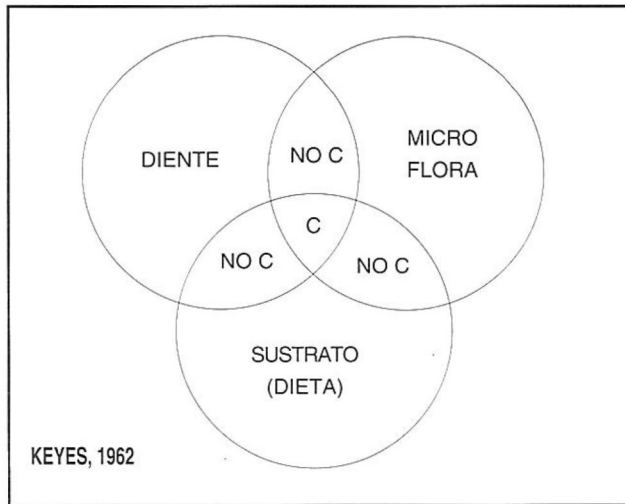 DIENTE
NO C
MICRO
FLORA
C
NO C
NO C
SUSTRATO
(DIETA)
KEYES, 1962